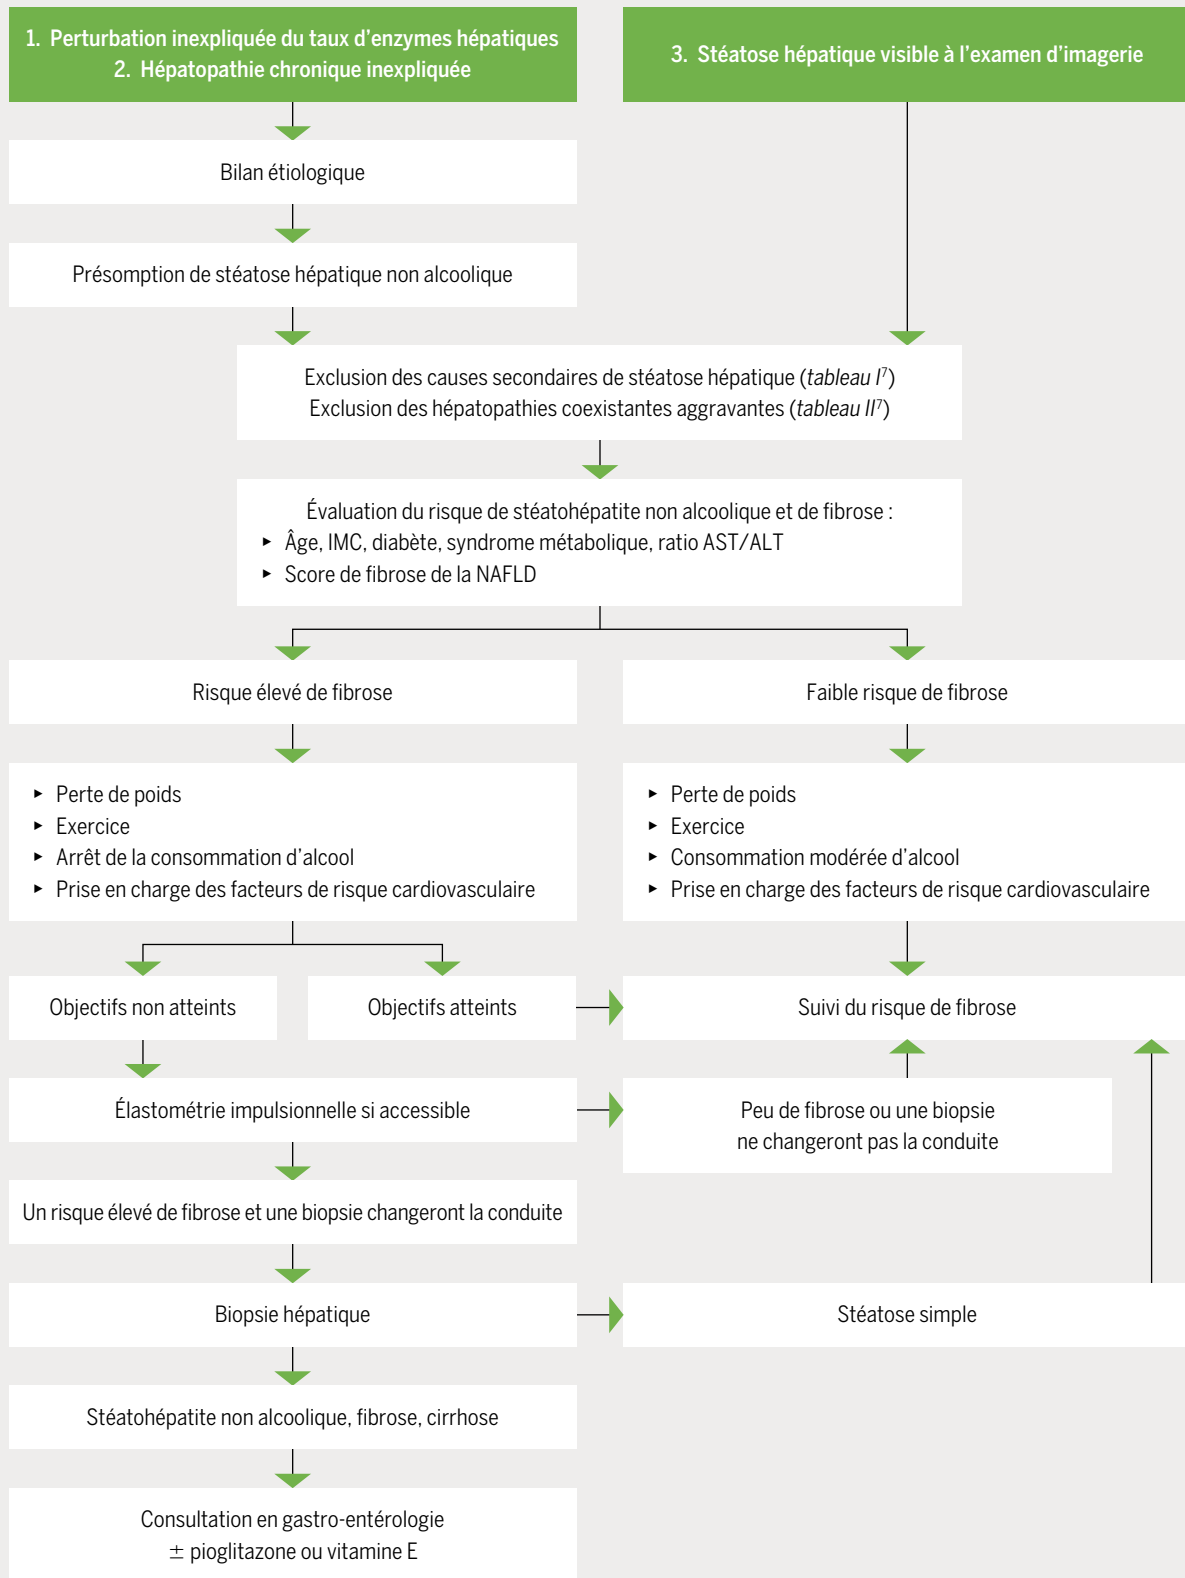 1. Perturbation inexpliquée du taux d'enzymes hépatiques
2. Hépatopathie chronique inexpliquée
3. Stéatose hépatique visible à l'examen d'imagerie
Bilan étiologique
Présomption de stéatose hépatique non alcoolique
Exclusion des causes secondaires de stéatose hépatique (tableau I⁷)
Exclusion des hépatopathies coexistantes aggravantes (tableau II⁷)
Évaluation du risque de stéatohépatite non alcoolique et de fibrose :
▸ Âge, IMC, diabète, syndrome métabolique, ratio AST/ALT
▸ Score de fibrose de la NAFLD
Risque élevé de fibrose
Faible risque de fibrose
▸ Perte de poids
▸ Exercice
▸ Arrêt de la consommation d'alcool
▸ Prise en charge des facteurs de risque cardiovasculaire
▸ Perte de poids
▸ Exercice
▸ Consommation modérée d'alcool
▸ Prise en charge des facteurs de risque cardiovasculaire
Objectifs non atteints
Objectifs atteints
Suivi du risque de fibrose
Élastométrie impulsionnelle si accessible
Peu de fibrose ou une biopsie
ne changeront pas la conduite
Un risque élevé de fibrose et une biopsie changeront la conduite
Biopsie hépatique
Stéatose simple
Stéatohépatite non alcoolique, fibrose, cirrhose
Consultation en gastro-entérologie
± pioglitazone ou vitamine E